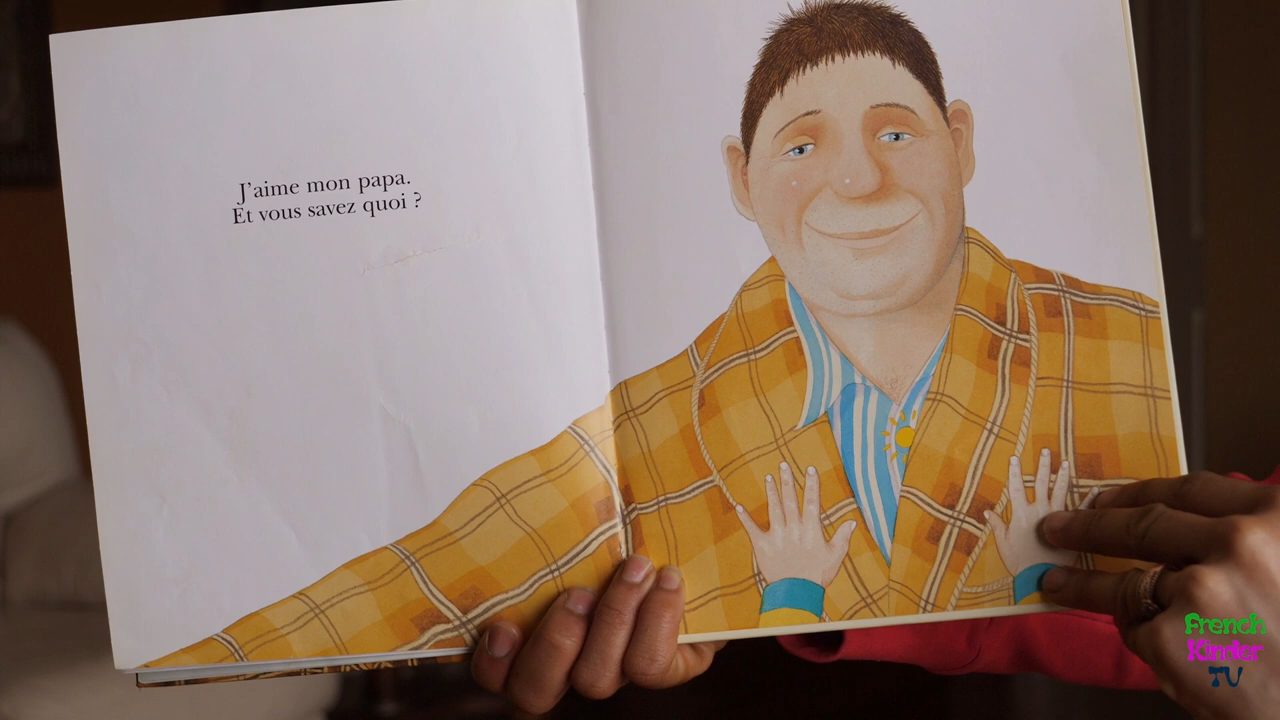 J'aime mon papa.
Et vous savez quoi ?
French
Kinder
TV